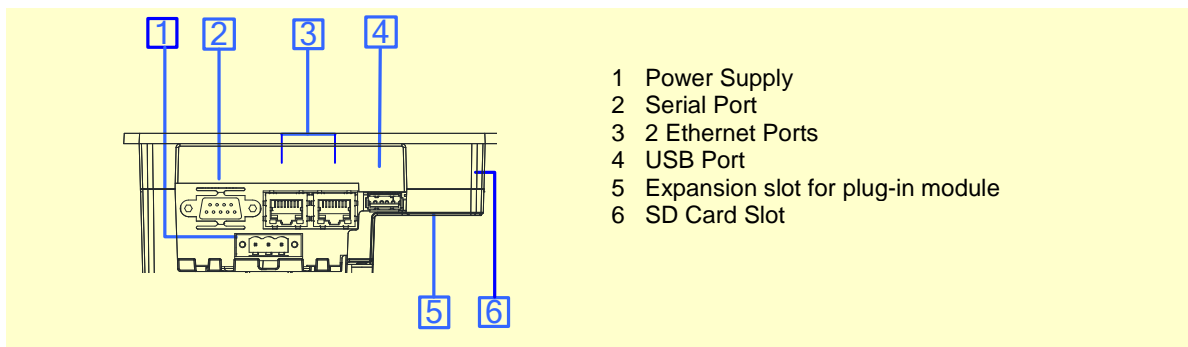 1 2 3 4
1 Power Supply
2 Serial Port
3 2 Ethernet Ports
4 USB Port
5 Expansion slot for plug-in module
6 SD Card Slot
5 6